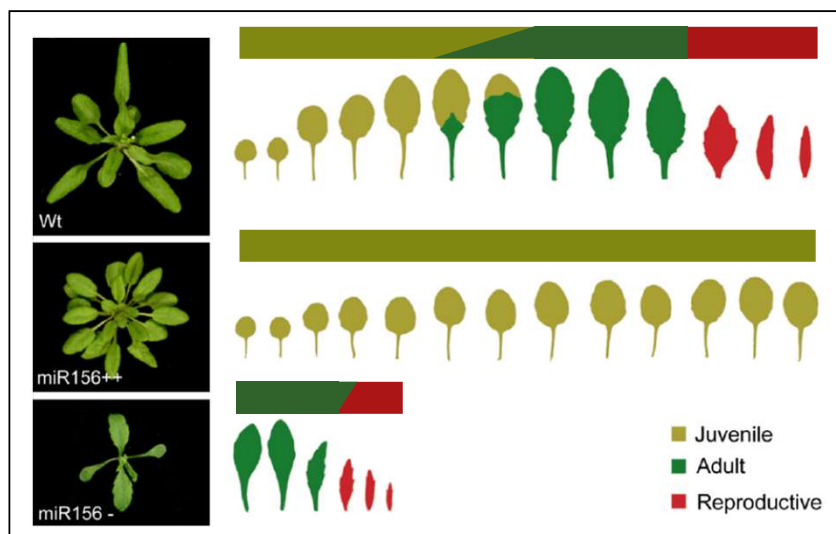 Wt
miR156++
miR156 -
Juvenile
Adult
Reproductive